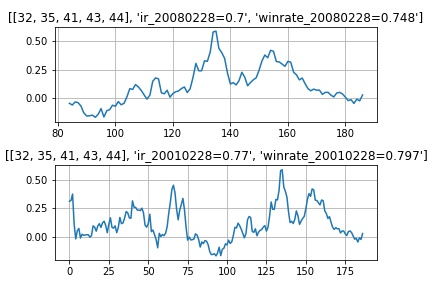 [[32, 35, 41, 43, 44], 'ir_20080228=0.7', 'winrate_20080228=0.748']
0.50
0.25
0.00
80 100 120 140 160 180
[[32, 35, 41, 43, 44], 'ir_20010228=0.77', 'winrate_20010228=0.797']
0.50
0.25
0.00
0 25 50 75 100 125 150 175